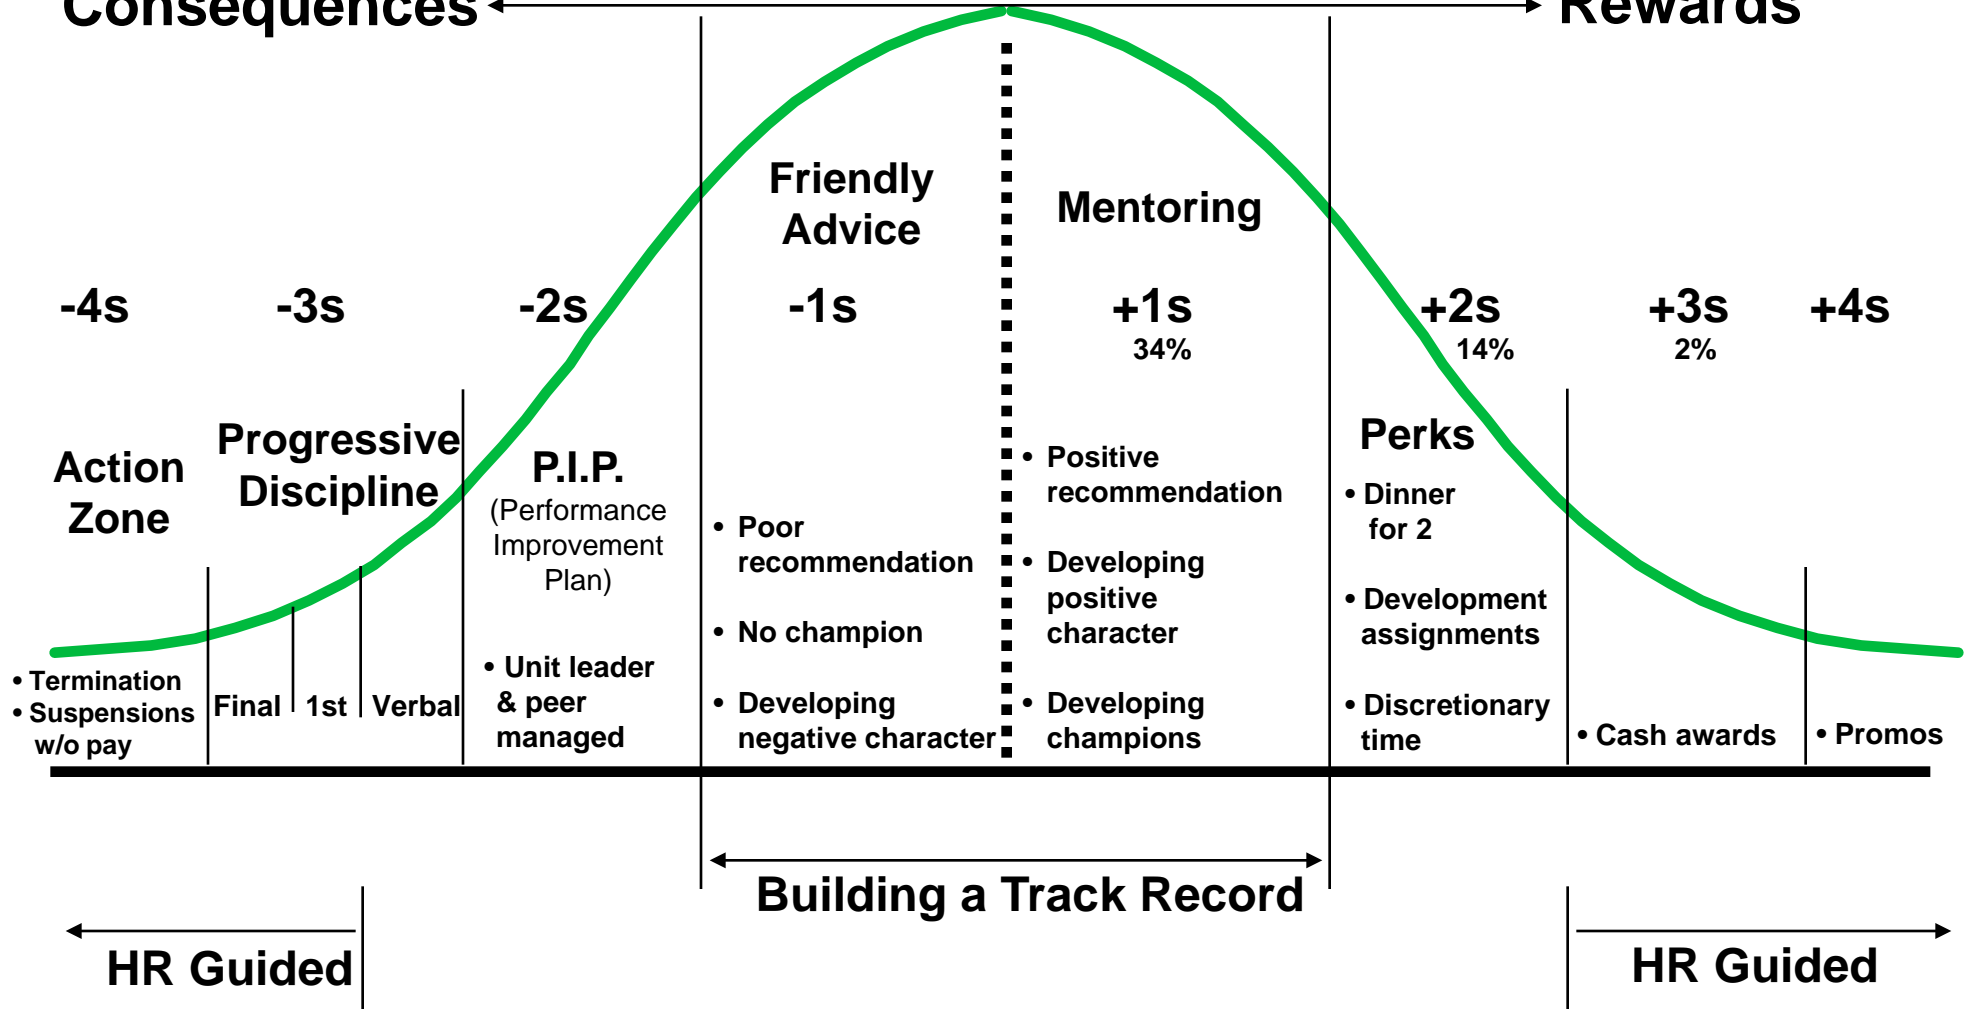 Consequences
Rewards
Friendly
Advice
Mentoring
-4s
-3s
-2s
-1s
+1s
34%
+2s
14%
+3s
2%
+4s
Action
Zone
• Termination
• Suspensions
w/o pay
Progressive
Discipline
Final
1st
Verbal
P.I.P.
(Performance
Improvement
Plan)
• Unit leader
& peer
managed
• Poor
recommendation
• No champion
• Developing
negative character
• Positive
recommendation
• Developing
positive
character
• Developing
champions
Perks
• Dinner
for 2
• Development
assignments
• Discretionary
time
• Cash awards
• Promos
Building a Track Record
HR Guided
HR Guided